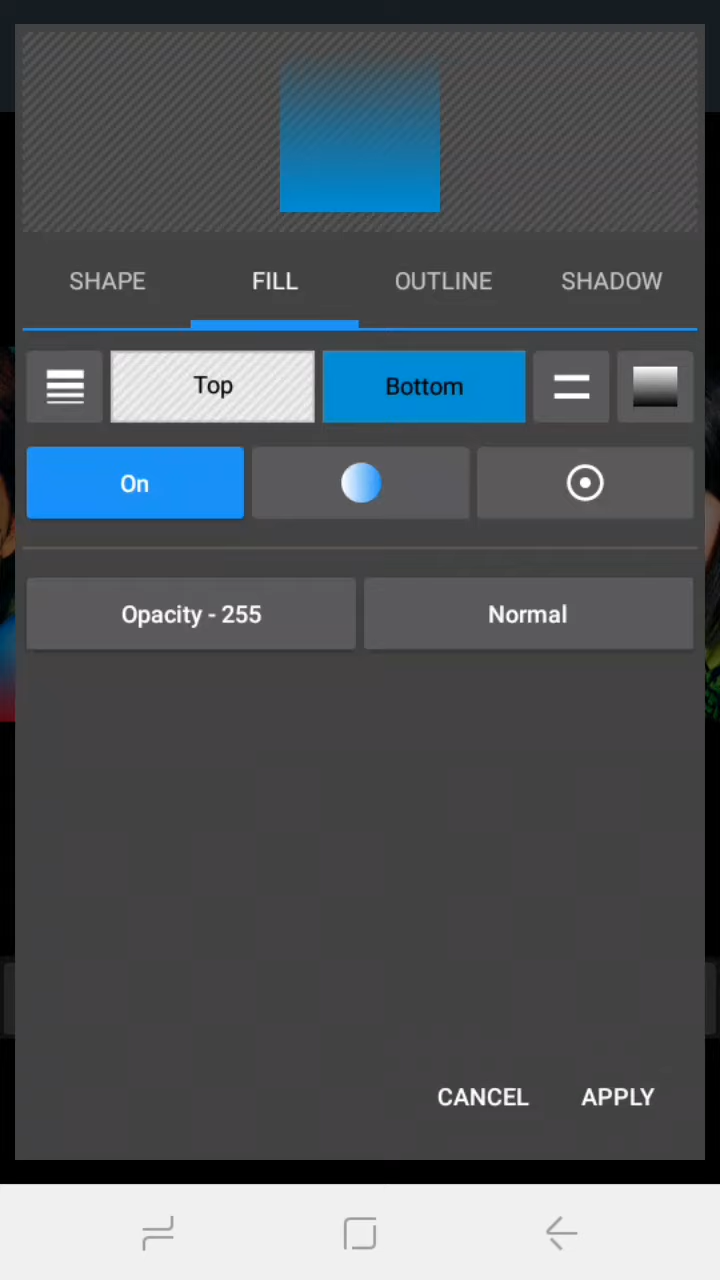 SHAPE FILL OUTLINE SHADOW
Top Bottom
On
Opacity - 255 Normal
CANCEL APPLY